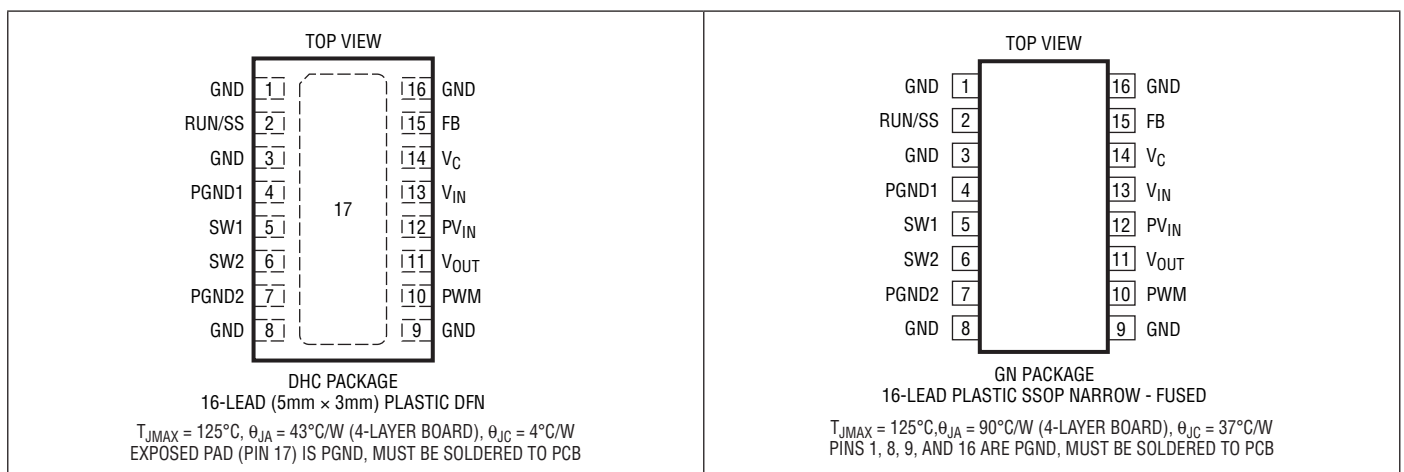 TOP VIEW
GND 1 16 GND
RUN/SS 2 15 FB
GND 3 14 VC
PGND1 4 13 VIN
17
SW1 5 12 PVIN
SW2 6 11 VOUT
PGND2 7 10 PWM
GND 8 9 GND
DHC PACKAGE
16-LEAD (5mm × 3mm) PLASTIC DFN
TJMAX = 125°C, θJA = 43°C/W (4-LAYER BOARD), θJC = 4°C/W
EXPOSED PAD (PIN 17) IS PGND, MUST BE SOLDERED TO PCB
TOP VIEW
GND 1 16 GND
RUN/SS 2 15 FB
GND 3 14 VC
PGND1 4 13 VIN
SW1 5 12 PVIN
SW2 6 11 VOUT
PGND2 7 10 PWM
GND 8 9 GND
GN PACKAGE
16-LEAD PLASTIC SSOP NARROW - FUSED
TJMAX = 125°C,θJA = 90°C/W (4-LAYER BOARD), θJC = 37°C/W
PINS 1, 8, 9, AND 16 ARE PGND, MUST BE SOLDERED TO PCB